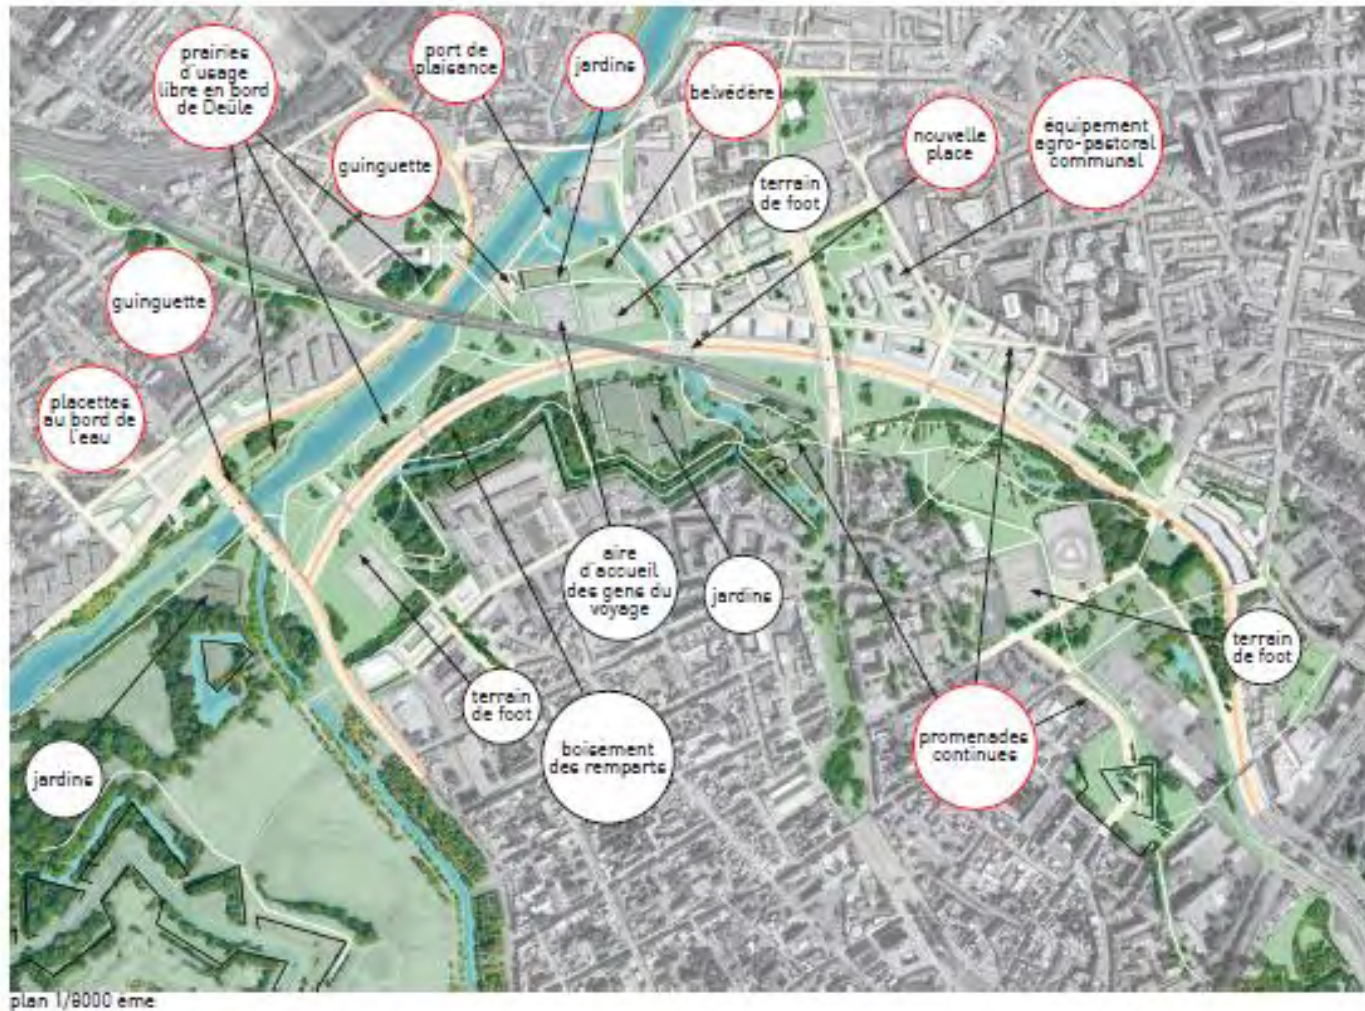 prairies
d'usage
libre en bord
de Deûle
port de
plaisance
jardins
belvédère
guinguette
terrain
de foot
nouvelle
place
équipement
agro-pastoral
communal
guinguette
placettes
au bord de
l'eau
aire
d'accueil
des gens du
voyage
jardins
terrain
de foot
terrain
de foot
boisement
des remparts
promenades
continues
jardins
plan 1/8000 ème